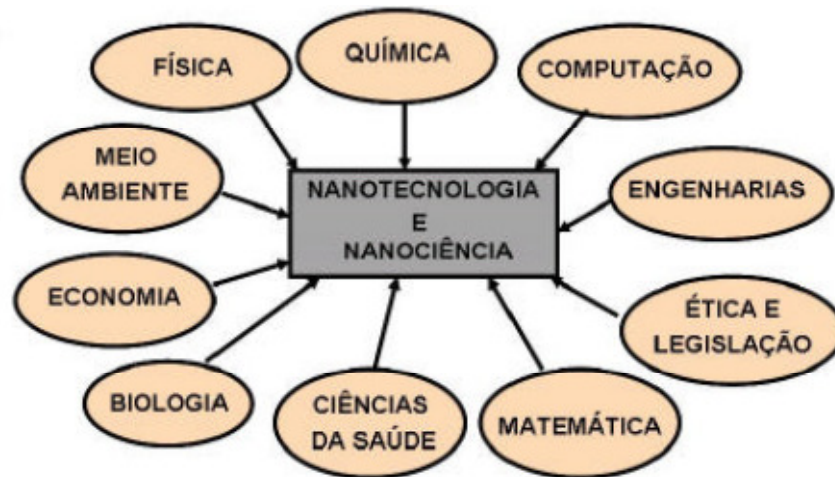 FÍSICA
QUÍMICA
COMPUTAÇÃO
MEIO
AMBIENTE
NANOTECNOLOGIA
E
NANOCIÊNCIA
ENGENHARIAS
ECONOMIA
ÉTICA E
LEGISLAÇÃO
BIOLOGIA
CIÊNCIAS
DA SAÚDE
MATEMÁTICA